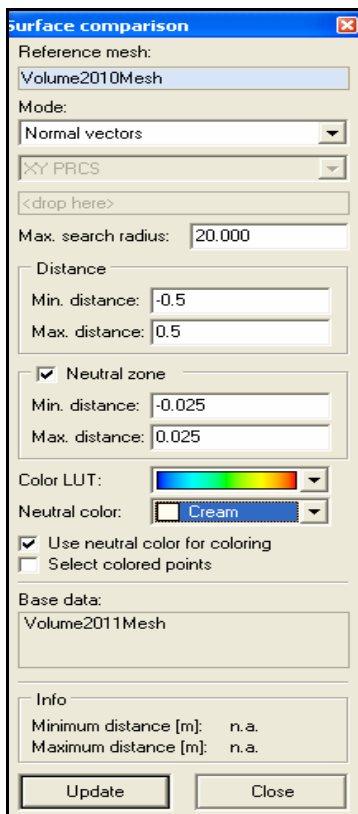 Surface comparison
Reference mesh:
Volume2010Mesh
Mode:
Normal vectors
XY PRCS
<drop here>
Max. search radius: 20.000
Distance
Min. distance: -0.5
Max. distance: 0.5
Neutral zone
Min. distance: -0.025
Max. distance: 0.025
Color LUT:
Neutral color: Cream
Use neutral color for coloring
Select colored points
Base data:
Volume2011Mesh
Info
Minimum distance [m]: n.a.
Maximum distance [m]: n.a.
Update Close